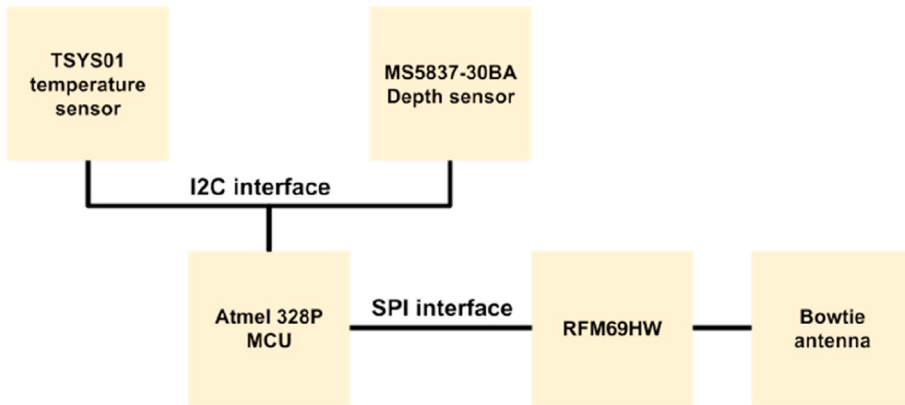 TSYS01
temperature
sensor
MS5837-30BA
Depth sensor
I2C interface
Atmel 328P
MCU
SPI interface
RFM69HW
Bowtie
antenna